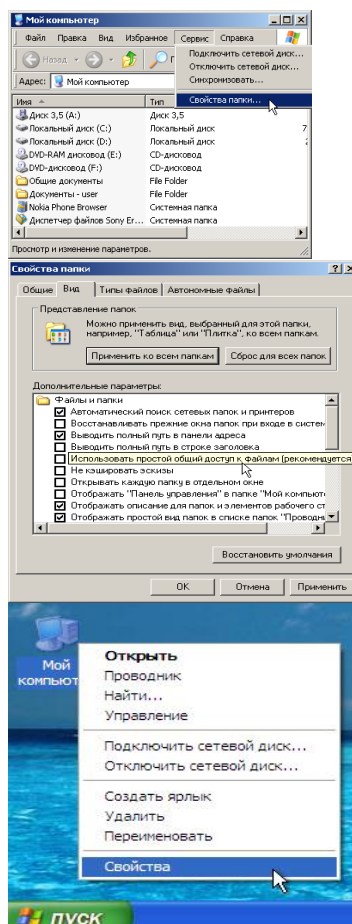 Мой компьютер
Файл Правка Вид Избранное Сервис Справка
Назад
Подключить сетевой диск...
Отключить сетевой диск...
Синхронизовать...
Свойства папки...
Адрес: Мой компьютер
Имя Тип
Диск 3,5 (A:) Диск 3,5
Локальный диск (C:) Локальный диск 7
Локальный диск (D:) Локальный диск
DVD-RAM дисковод (E:) CD-дисковод
DVD-дисковод (F:) CD-дисковод
Общие документы File Folder
Документы - user File Folder
Nokia Phone Browser Системная папка
Диспетчер файлов Sony Er... Системная папка
Просмотр и изменение параметров.
Свойства папки
Общие Вид Типы файлов Автономные файлы
Представление папок
Можно применить вид, выбранный для этой папки,
например, "Таблица" или "Плитка", ко всем папкам.
Применить ко всем папкам Сброс для всех папок
Дополнительные параметры:
Файлы и папки
Автоматический поиск сетевых папок и принтеров
Восстанавливать прежние окна папок при входе в систем
Выводить полный путь в панели адреса
Выводить полный путь в строке заголовка
Использовать простой общий доступ к файлам (рекомендуется
Не кэшировать эскизы
Открывать каждую папку в отдельном окне
Отображать "Панель управления" в папке "Мой компьют
Отображать описание для папок и элементов рабочего ст
Отображать простой вид папок в списке папок "Проводн
Восстановить умолчания
ОК Отмена Применить
Мой
компьют
Открыть
Проводник
Найти...
Управление
Подключить сетевой диск...
Отключить сетевой диск...
Создать ярлык
Удалить
Переименовать
Свойства
пуск